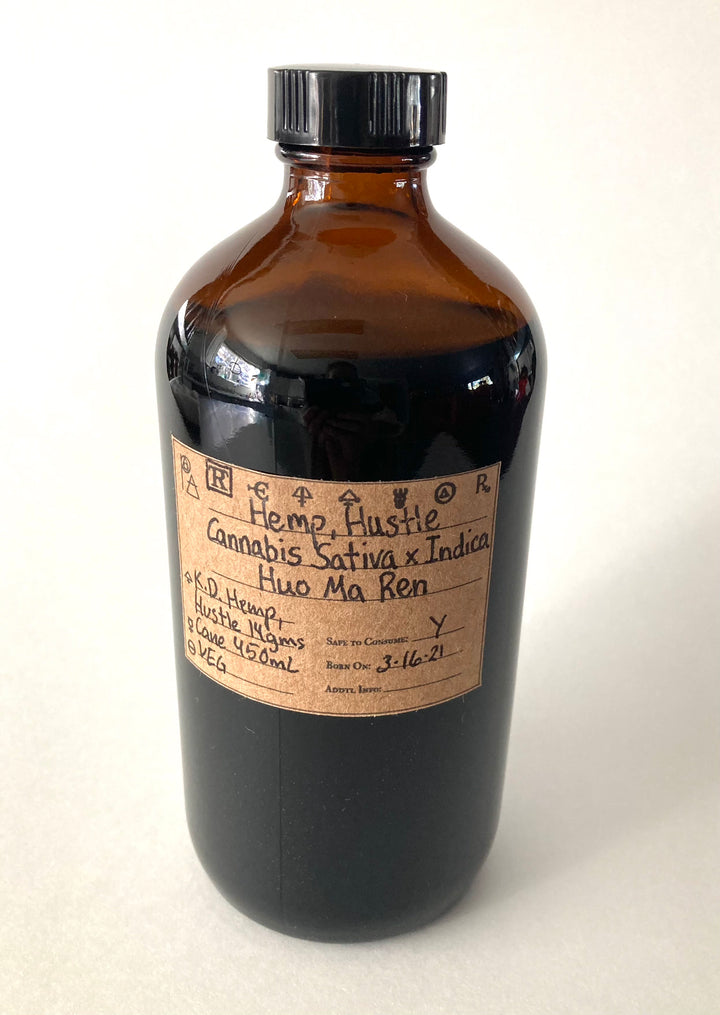 Hemp, Hustle
Cannabis Sativa x Indica
Huo Ma Ren
K.D. Hemp,
Hustle 14gms
Cane 450mL
VEG
Safe to Consume: Y
Born On: 3-16-21
Addtl Info: